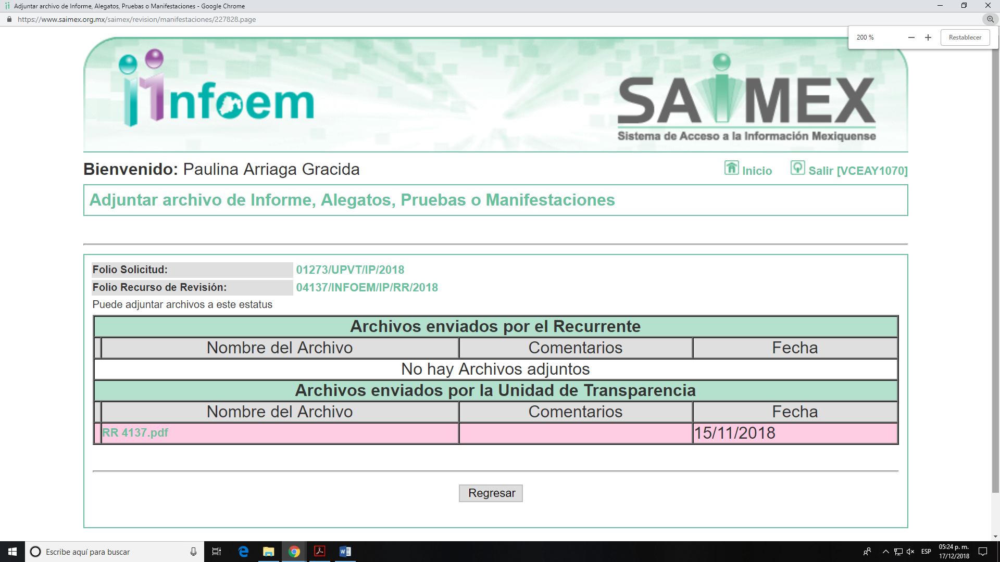 Adjuntar archivo de Informe, Alegatos, Pruebas o Manifestaciones - Google Chrome
https://www.saimex.org.mx/saimex/revision/manifestaciones/227828.page
200 %
Restablecer
infoem
SAIMEX
Sistema de Acceso a la Información Mexiquense
Bienvenido: Paulina Arriaga Gracida
Inicio
Salir [VCEAY1070]
Adjuntar archivo de Informe, Alegatos, Pruebas o Manifestaciones
Folio Solicitud: 01273/UPVT/IP/2018
Folio Recurso de Revisión: 04137/INFOEM/IP/RR/2018
Puede adjuntar archivos a este estatus
Archivos enviados por el Recurrente
Nombre del Archivo Comentarios Fecha
No hay Archivos adjuntos
Archivos enviados por la Unidad de Transparencia
Nombre del Archivo Comentarios Fecha
RR 4137.pdf 15/11/2018
Regresar
Escribe aquí para buscar
ESP
05:24 p. m.
17/12/2018